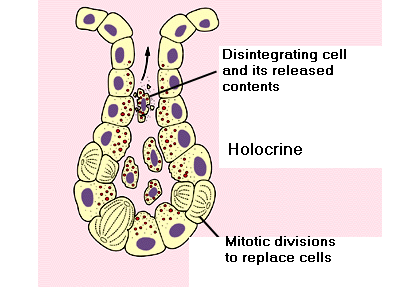 Disintegrating cell
and its released
contents
Holocrine
Mitotic divisions
to replace cells